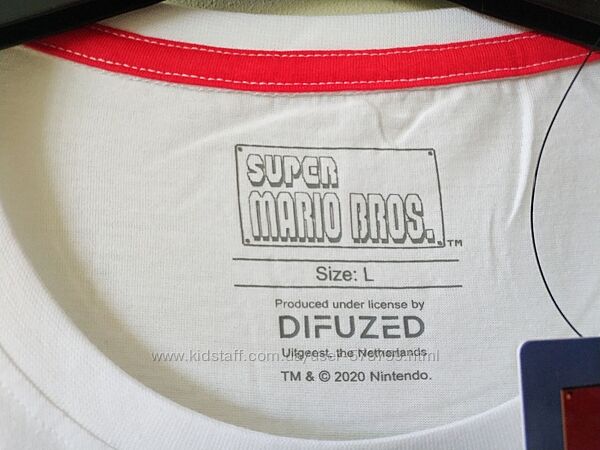 SUPER
MARIO BROS.
TM
Size: L
Produced under license by
DIFUZED
Uitgeest, the Netherlands
TM & © 2020 Nintendo.